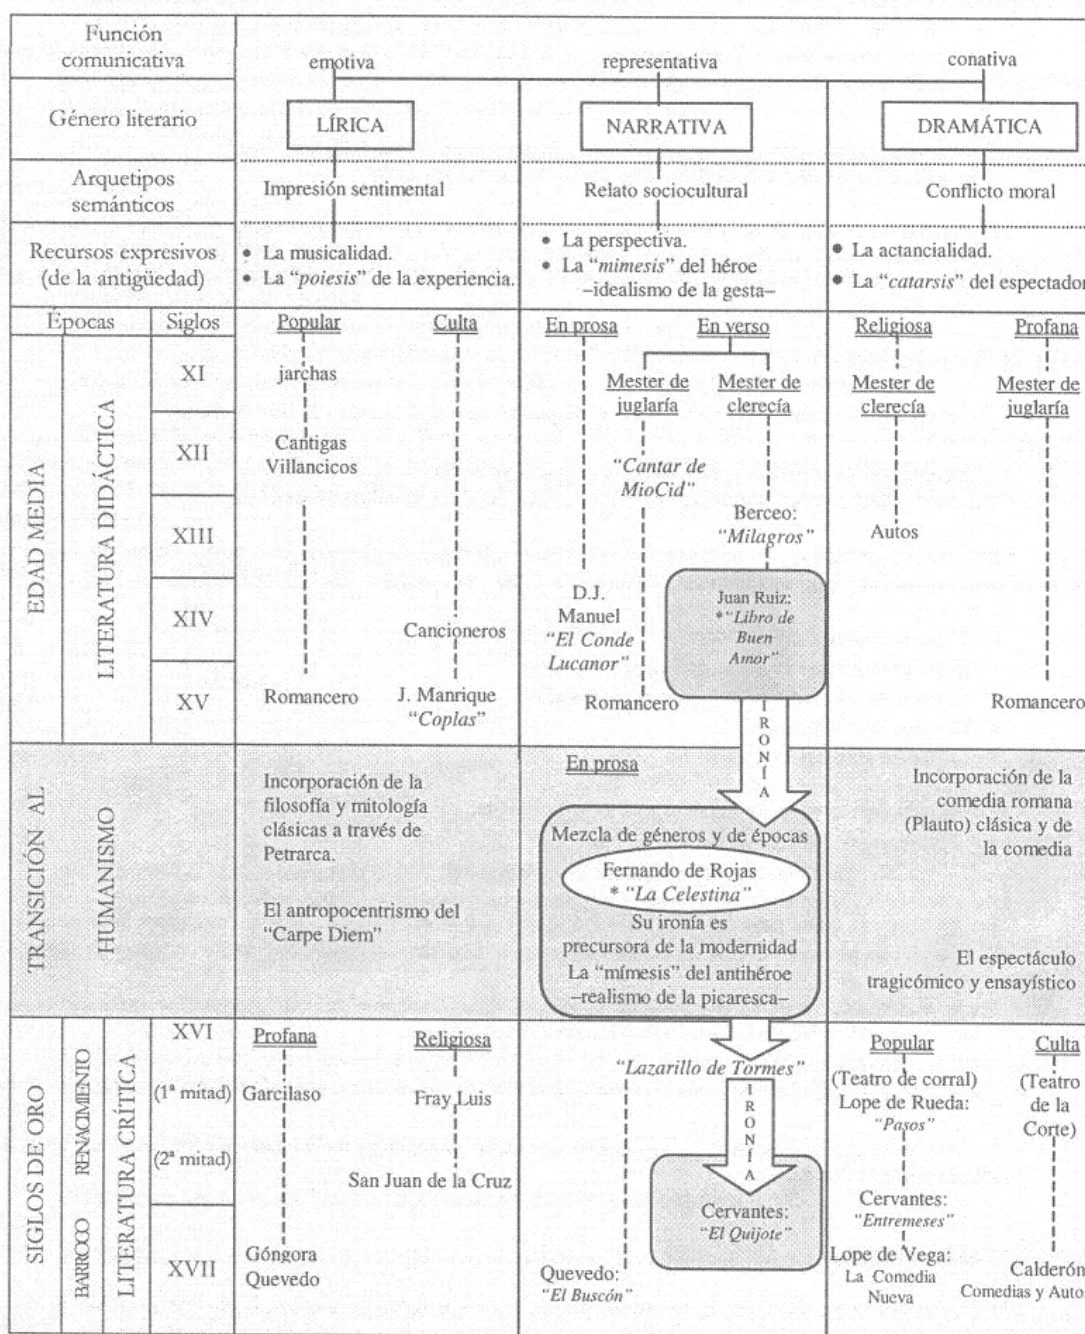 Función
comunicativa
emotiva
representativa
conativa
Género literario
LÍRICA
NARRATIVA
DRAMÁTICA
Arquetipos
semánticos
Impresión sentimental
Relato sociocultural
Conflicto moral
Recursos expresivos
(de la antigüedad)
• La musicalidad.
• La “poiesis” de la experiencia.
• La perspectiva.
• La “mimesis” del héroe
–idealismo de la gesta–
• La actancialidad.
• La “catarsis” del espectador
Épocas
Siglos
Popular
Culta
En prosa
En verso
Religiosa
Profana
EDAD MEDIA
LITERATURA DIDÁCTICA
XI
XII
XIII
XIV
XV
jarchas
Cantigas
Villancicos
Romancero
Cancioneros
J. Manrique
“Coplas”
D.J.
Manuel
“El Conde
Lucanor”
Mester de
juglaría
“Cantar de
MioCid”
Romancero
Mester de
clerecía
Berceo:
“Milagros”
Juan Ruiz:
*“Libro de
Buen
Amor”
IRONÍA
Mester de
clerecía
Autos
Mester de
juglaría
Romancero
TRANSICIÓN AL
HUMANISMO
Incorporación de la
filosofía y mitología
clásicas a través de
Petrarca.
El antropocentrismo del
“Carpe Diem”
En prosa
Mezcla de géneros y de épocas
Fernando de Rojas
* “La Celestina”
Su ironía es
precursora de la modernidad
La “mímesis” del antihéroe
–realismo de la picaresca–
Incorporación de la
comedia romana
(Plauto) clásica y de
la comedia
El espectáculo
tragicómico y ensayístico
SIGLOS DE ORO
BARROCO RENACIMIENTO
LITERATURA CRÍTICA
XVI
(1ª mitad)
(2ª mitad)
XVII
Profana
Garcilaso
Góngora
Quevedo
Religiosa
Fray Luis
San Juan de la Cruz
“Lazarillo de Tormes”
IRONÍA
Cervantes:
“El Quijote”
Quevedo:
“El Buscón”
Popular
(Teatro de corral)
Lope de Rueda:
“Pasos”
Cervantes:
“Entremeses”
Lope de Vega:
La Comedia
Nueva
Culta
(Teatro
de la
Corte)
Calderón
Comedias y Auto